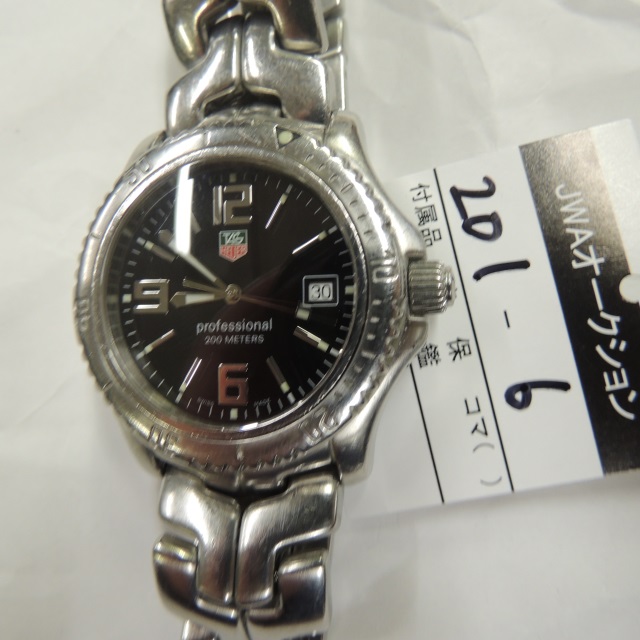 12
TAG
HEUER
9
30
professional
200 METERS
6
JWAオークション
201-6
付属品 保 コマ( )
鑑